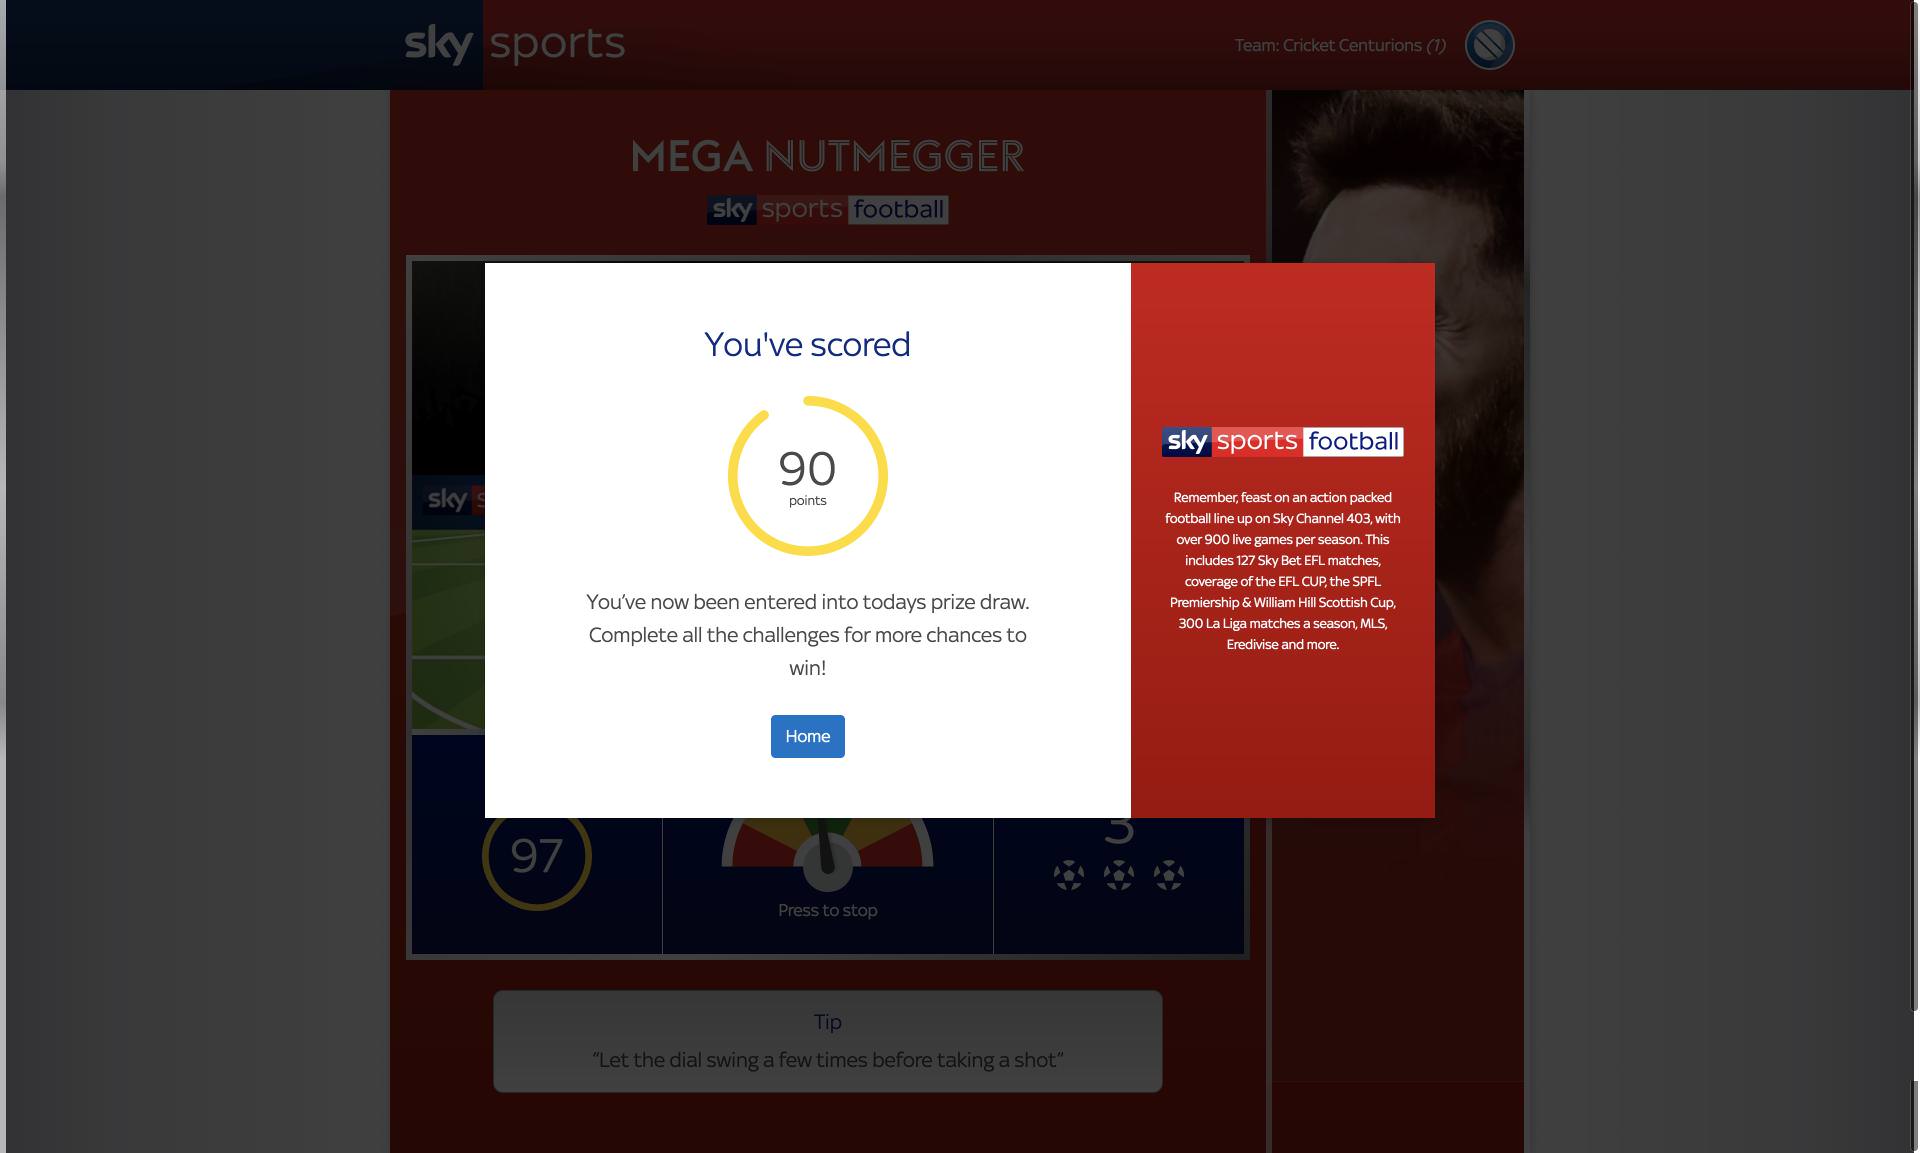 sky sports
Team: Cricket Centurions (1)
MEGA NUTMEGGER
sky sports football
You've scored
90
points
You’ve now been entered into todays prize draw.
Complete all the challenges for more chances to
win!
Home
sky sports football
Remember, feast on an action packed
football line up on Sky Channel 403, with
over 900 live games per season. This
includes 127 Sky Bet EFL matches,
coverage of the EFL CUP, the SPFL
Premiership & William Hill Scottish Cup,
300 La Liga matches a season, MLS,
Eredivise and more.
sky s
97
Press to stop
3
Tip
“Let the dial swing a few times before taking a shot”